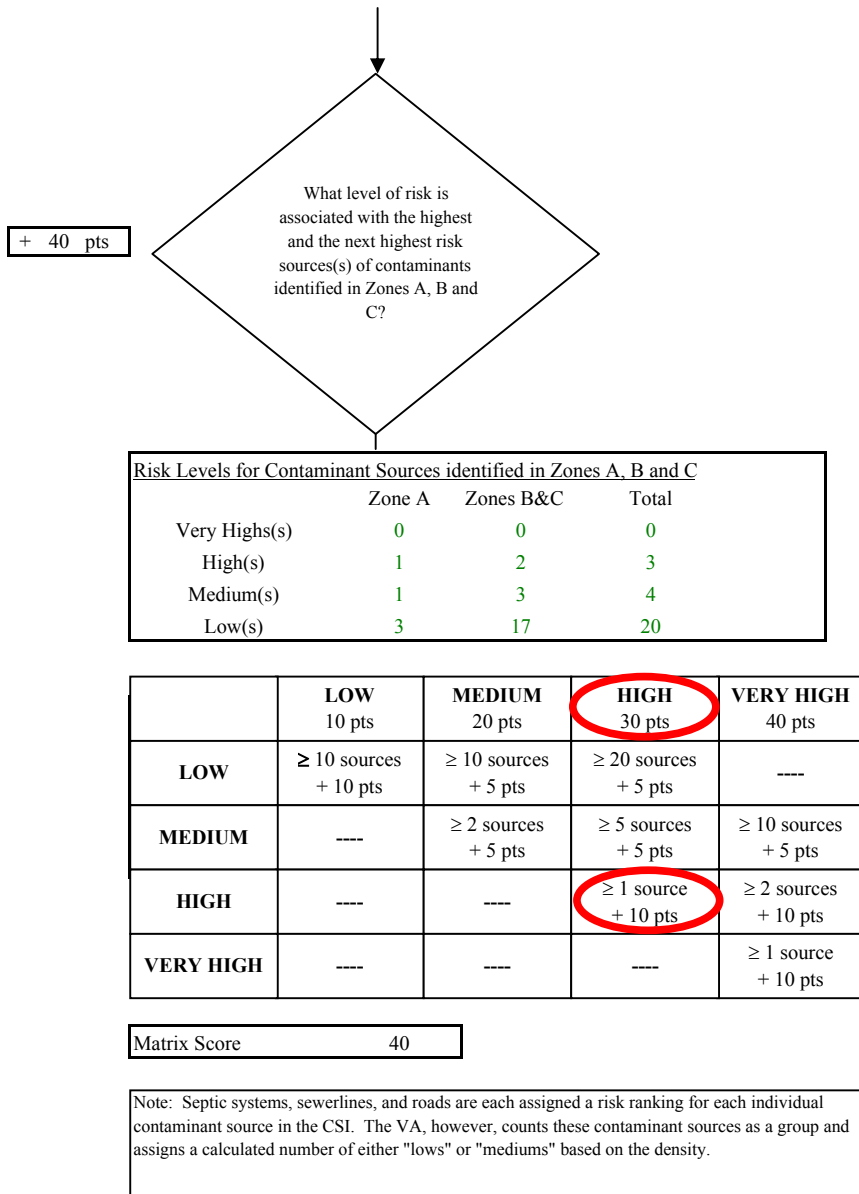 What level of risk is
associated with the highest
and the next highest risk
sources(s) of contaminants
identified in Zones A, B and
C?
+ 40 pts
Risk Levels for Contaminant Sources identified in Zones A, B and C
Zone A Zones B&C Total
Very Highs(s) 0 0 0
High(s) 1 2 3
Medium(s) 1 3 4
Low(s) 3 17 20
LOW MEDIUM HIGH VERY HIGH
10 pts 20 pts 30 pts 40 pts
LOW ≥ 10 sources ≥ 10 sources ≥ 20 sources ----
+ 10 pts + 5 pts + 5 pts
MEDIUM ---- ≥ 2 sources ≥ 5 sources ≥ 10 sources
+ 5 pts + 5 pts + 5 pts
HIGH ---- ---- ≥ 1 source ≥ 2 sources
+ 10 pts + 10 pts
VERY HIGH ---- ---- ---- ≥ 1 source
+ 10 pts
Matrix Score 40
Note: Septic systems, sewerlines, and roads are each assigned a risk ranking for each individual
contaminant source in the CSI. The VA, however, counts these contaminant sources as a group and
assigns a calculated number of either "lows" or "mediums" based on the density.